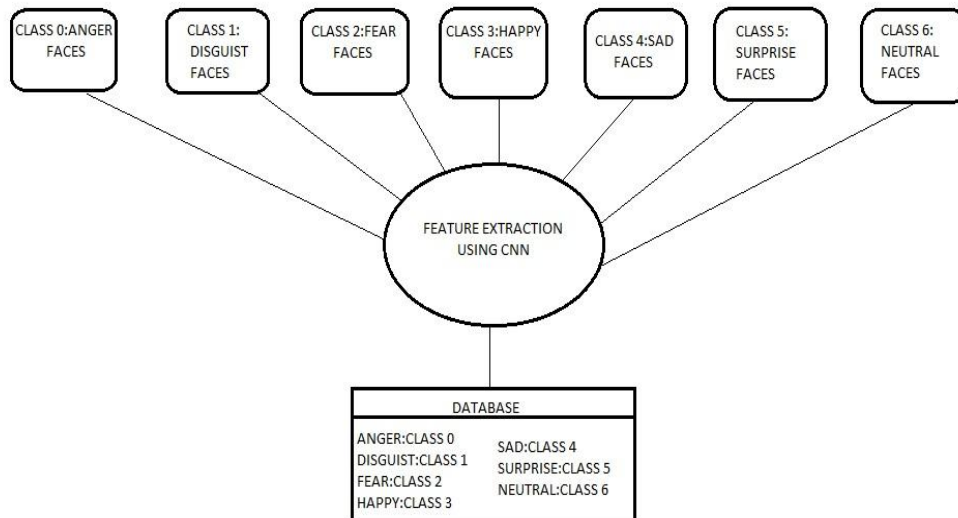 CLASS 0:ANGER
FACES
CLASS 1:
DISGUIST
FACES
CLASS 2:FEAR
FACES
CLASS 3:HAPPY
FACES
CLASS 4:SAD
FACES
CLASS 5:
SURPRISE
FACES
CLASS 6:
NEUTRAL
FACES
FEATURE EXTRACTION
USING CNN
DATABASE
ANGER:CLASS 0
DISGUIST:CLASS 1
FEAR:CLASS 2
HAPPY:CLASS 3
SAD:CLASS 4
SURPRISE:CLASS 5
NEUTRAL:CLASS 6